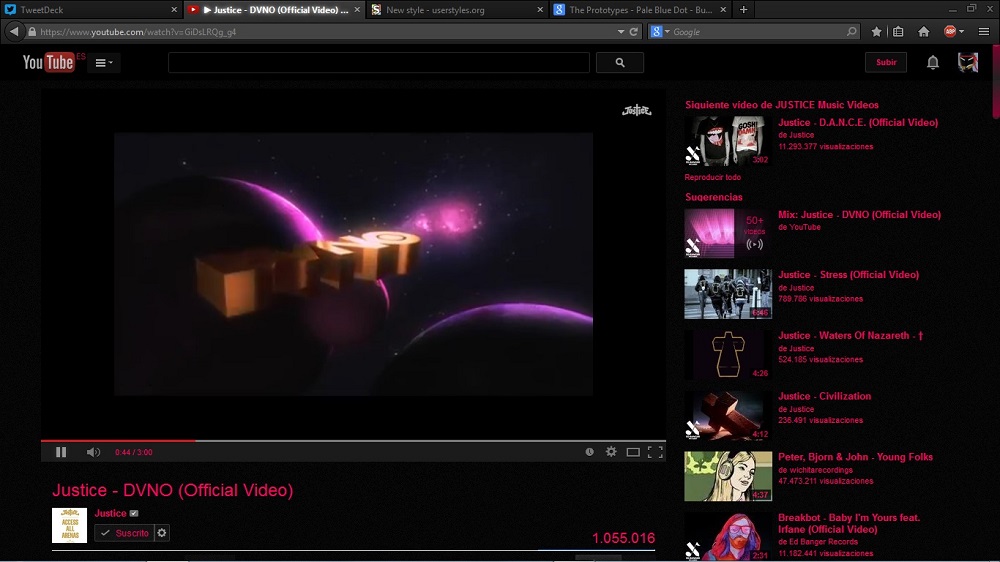 TweetDeck
▶ Justice - DVNO (Official Video) ...
New style - userstyles.org
The Prototypes - Pale Blue Dot - Bu...
https://www.youtube.com/watch?v=GiDsLRQg_g4
Google
ABP
YouTube ES
Subir
JUSTICE
NO
0:44 / 3:00
Justice - DVNO (Official Video)
JUSTICE
ACCESS
ALL
ARENAS
Justice
Suscrito
1.055.016
Siguiente vídeo de JUSTICE Music Videos
GOSH
DAMN
3:02
Justice - D.A.N.C.E. (Official Video)
de Justice
11.293.377 visualizaciones
Reproducir todo
Sugerencias
50+
vídeos
Mix: Justice - DVNO (Official Video)
de YouTube
Justice - Stress (Official Video)
de Justice
789.786 visualizaciones
Justice - Waters Of Nazareth - †
de Justice
524.185 visualizaciones
4:26
Justice - Civilization
de Justice
236.491 visualizaciones
4:12
Peter, Bjorn & John - Young Folks
de wichitarecordings
47.473.211 visualizaciones
4:37
Breakbot - Baby I'm Yours feat.
Irfane (Official Video)
de Ed Banger Records
11.182.441 visualizaciones
2:31